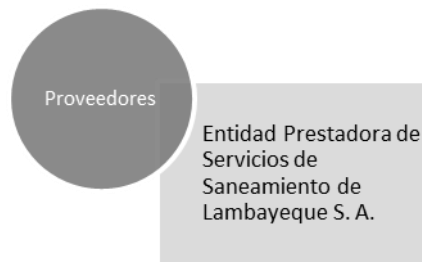 Proveedores
Entidad Prestadora de
Servicios de
Saneamiento de
Lambayeque S. A.